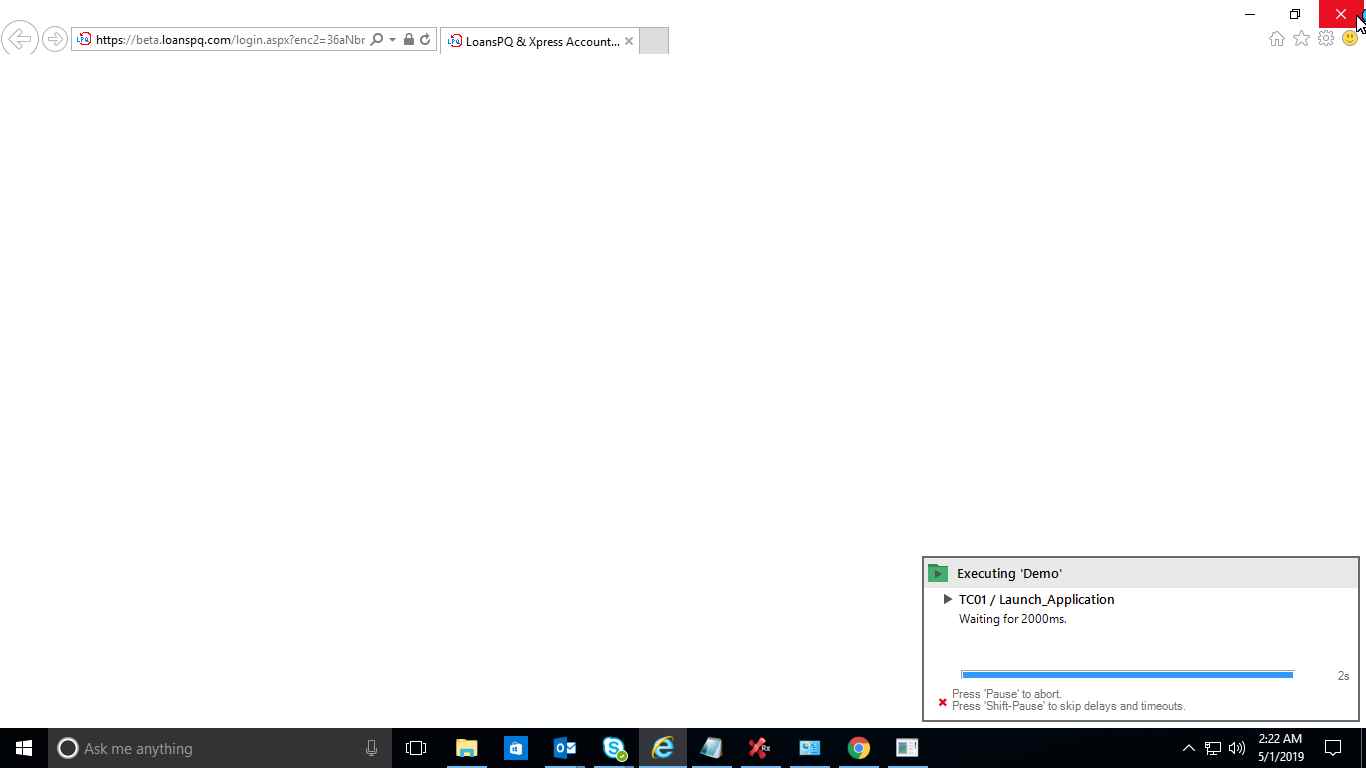 https://beta.loanspq.com/login.aspx?enc2=36aNbr
LPQ LoansPQ & Xpress Account...
Executing 'Demo'
TC01 / Launch_Application
Waiting for 2000ms.
2s
Press 'Pause' to abort.
Press 'Shift-Pause' to skip delays and timeouts.
Ask me anything
Rx
2:22 AM
5/1/2019